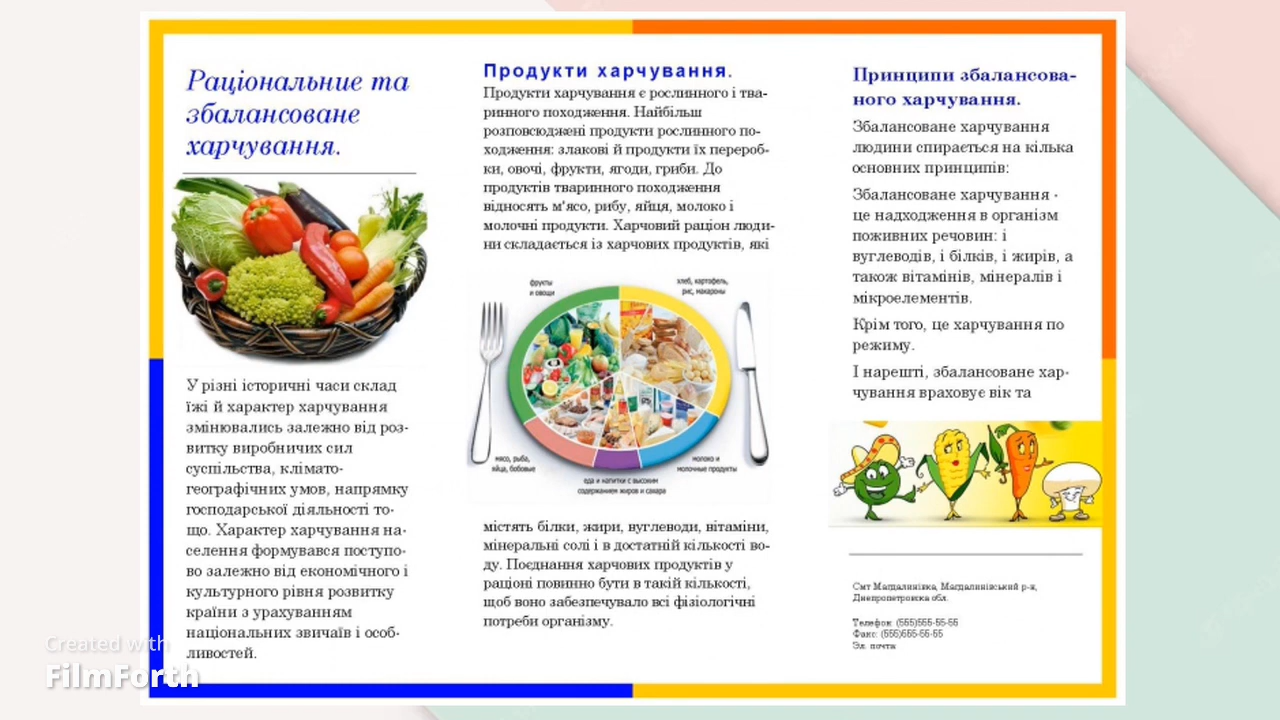 Раціональние та
збалансоване
харчування.
У різні історичні часи склад
їжі й характер харчування
змінювались залежно від роз-
витку виробничих сил
суспільства, клімато-
географічних умов, напрямку
господарської діяльності то-
що. Характер харчування на-
селення формувався поступо-
во залежно від економічного і
культурного рівня розвитку
країни з урахуванням
національних звичаїв і особ-
ливостей.
Продукти харчування.
Продукти харчування є рослинного і тва-
ринного походження. Найбільш
розповсюджені продукти рослинного по-
ходження: злакові й продукти їх перероб-
ки, овочі, фрукти, ягоди, гриби. До
продуктів тваринного походження
відносять м'ясо, рибу, яйця, молоко і
молочні продукти. Харчовий раціон люди-
ни складається із харчових продуктів, які
фрукты
и овощи
хлеб, картофель,
рис, макароны
мясо, рыба,
яйца, бобовые
молоко и
молочные продукты
еда и напитки с высоким
содержанием жиров и сахара
містять білки, жири, вуглеводи, вітаміни,
мінеральні солі і в достатній кількості во-
ду. Поєднання харчових продуктів у
раціоні повинно бути в такій кількості,
щоб воно забезпечувало всі фізіологічні
потреби організму.
Принципи збалансова-
ного харчування.
Збалансоване харчування
людини спирається на кілька
основних принципів:
Збалансоване харчування -
це надходження в організм
поживних речовин: і
вуглеводів, і білків, і жирів, а
також вітамінів, мінералів і
мікроелементів.
Крім того, це харчування по
режиму.
І нарешті, збалансоване хар-
чування враховує вік та
Смт Магдалинівка, Магдалинівський р-н,
Днепропетровска обл.
Телефон: (555)555-55-55
Факс: (555)555-55-55
Эл. почта
Created with
FilmForth